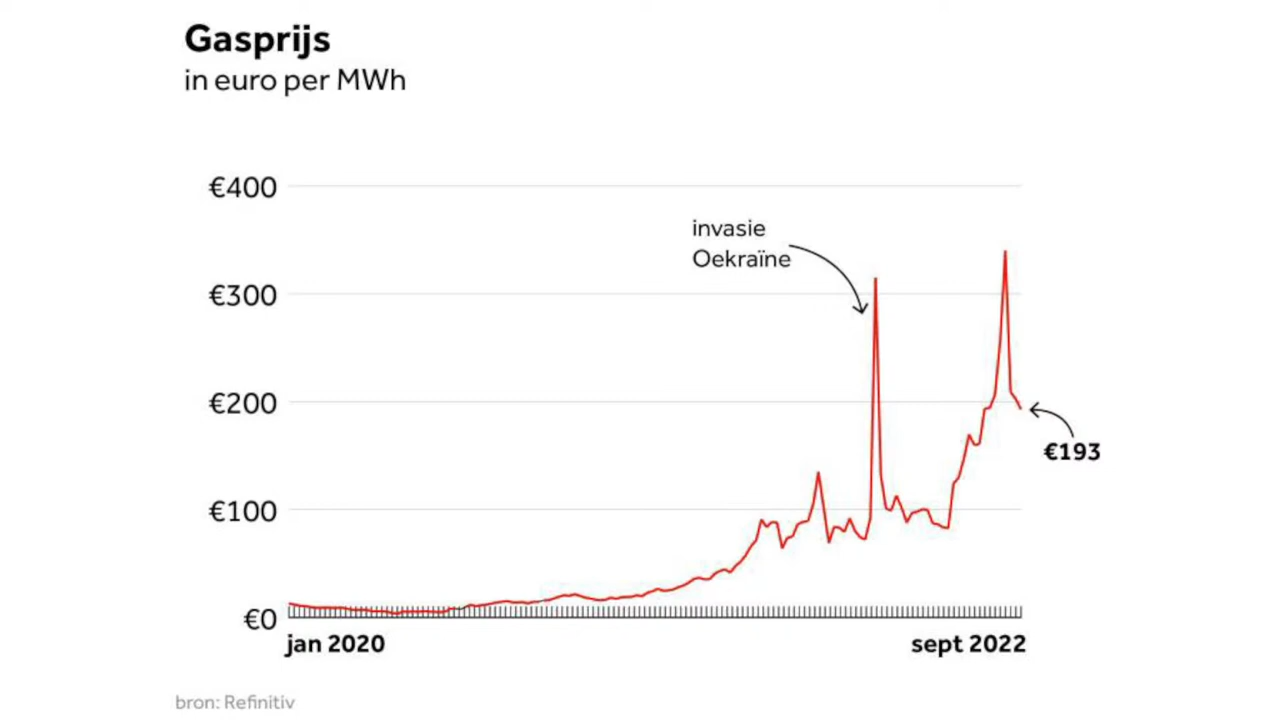 Gasprijs
in euro per MWh
€400
invasie
Oekraïne
€300
€200
€193
€100
€0
jan 2020
sept 2022
bron: Refinitiv